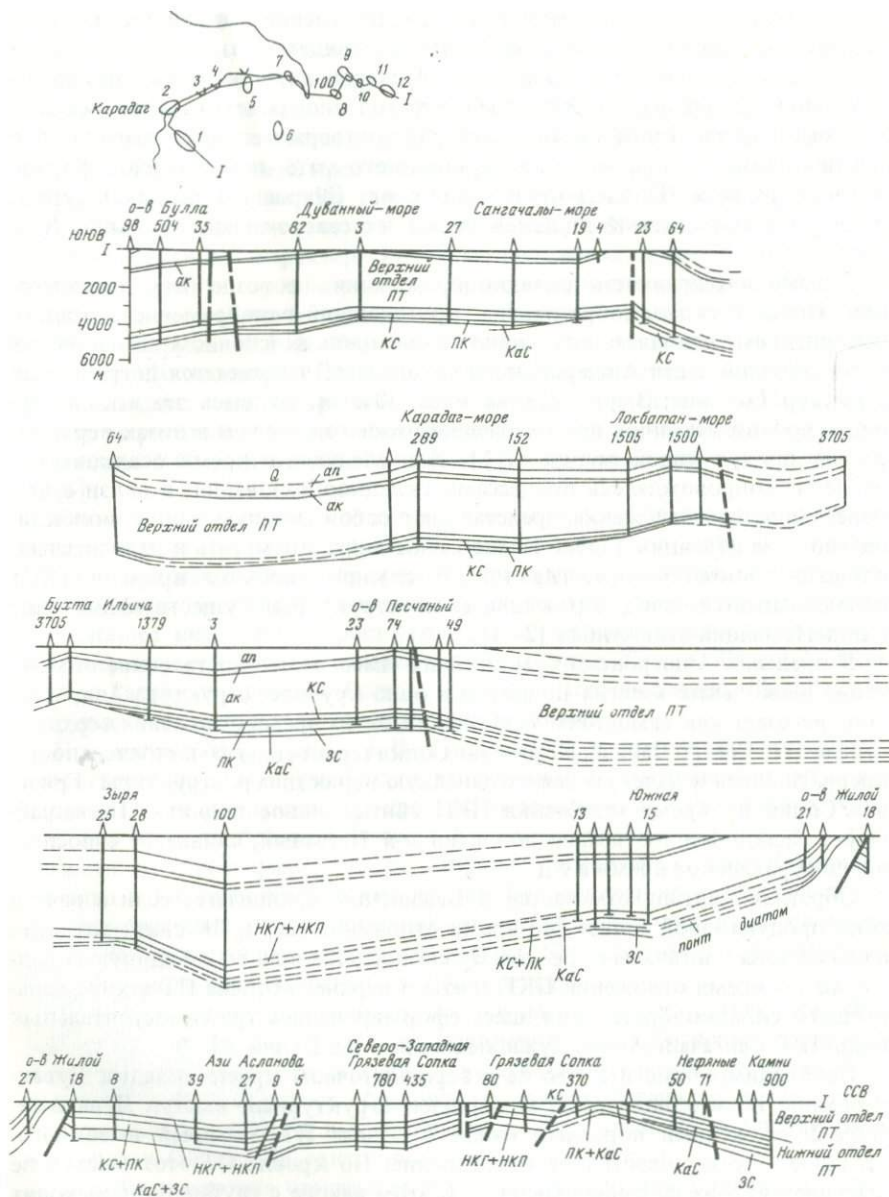 2 3 4 5 7 9 100 10 11 12 I
Карадаг 8
1 6
I
о-в Булла Дуванный-море Сангачалы-море
ЮЮВ 98 504 35 82 3 27 19 23 64
I
ак Верхний
2000 отдел
ПТ
4000
КС ПК КаС КС
6000
м
Карадаг-море Локбатан-море
64 289 152 1505 1500 3705
Q ап
ак
Верхний отдел ПТ
КС ПК
Бухта Ильича о-в Песчаный
3705 1379 3 23 74 49
ап
ак КС
Верхний отдел ПТ
ПК КаС ЗС
Заря Южная о-в Жилой
25 28 100 13 15 21 18
НКГ+НКП КС+ПК КаС ЗС понт диатом
Северо-Западная
о-в Жилой Ази Асланова Грязевая Сопка Грязевая Сопка Нефтяные Камни
27 18 39 27 9 5 780 435 80 КС 370 50 71 900
I ССВ
Верхний отдел
ПТ
Нижний отдел
ПТ
КС+ПК НКГ+НКП НКГ+НКП ПК+КаС КаС
КаС+ЗС ЗС